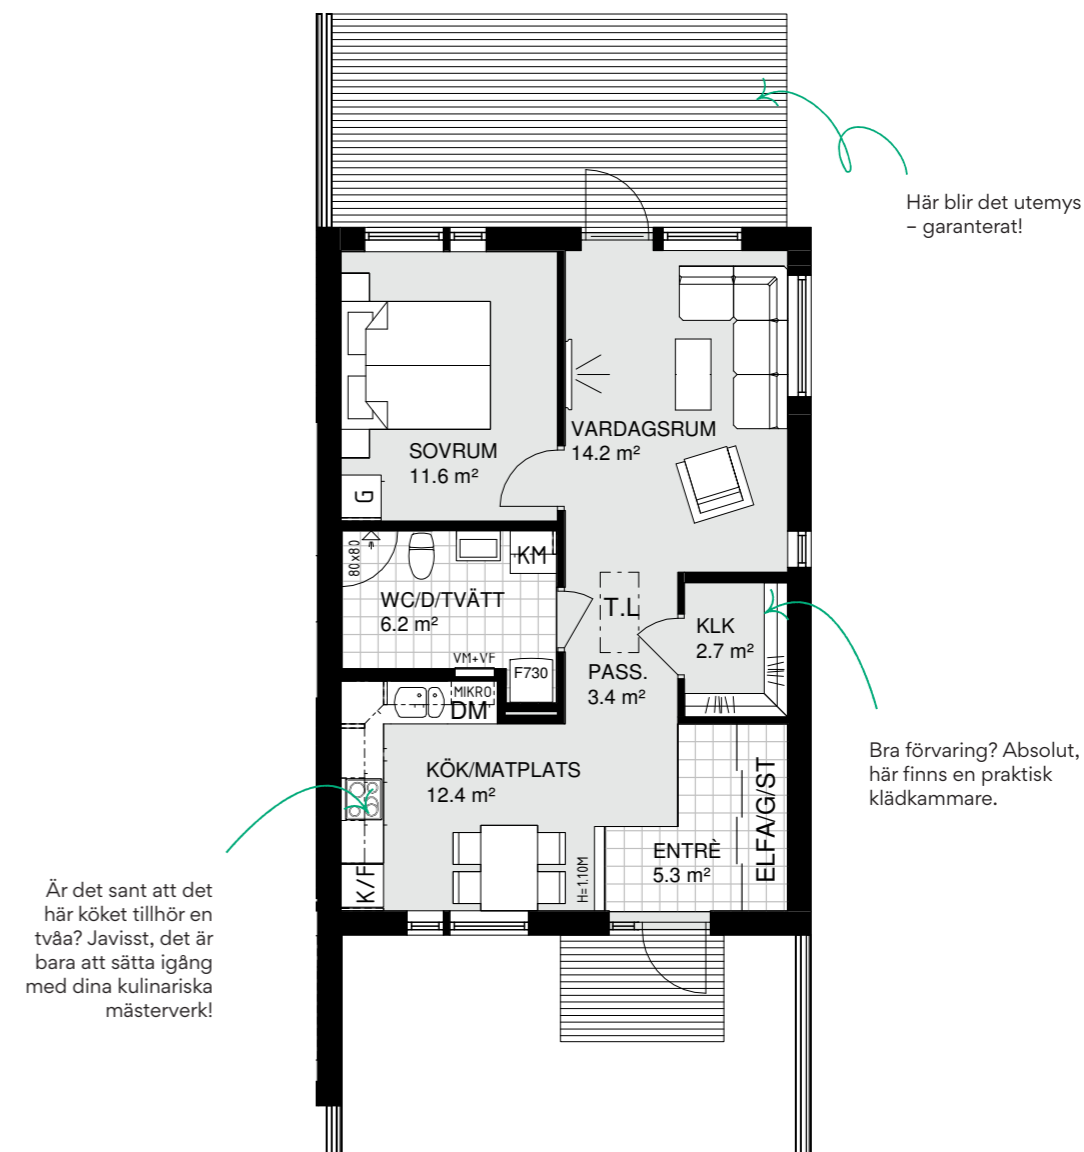 Här blir det utemys
– garanterat!
SOVRUM
11.6 m²
VARDAGSRUM
14.2 m²
G
80x80
KM
WC/D/TVÄTT
6.2 m²
T.L
KLK
2.7 m²
VM+VF
F730
PASS.
3.4 m²
MIKRO
DM
KÖK/MATPLATS
12.4 m²
ELFA/G/ST
ENTRÈ
5.3 m²
H=1.10M
K/F
Bra förvaring? Absolut,
här finns en praktisk
klädkammare.
Är det sant att det
här köket tillhör en
tvåa? Javisst, det är
bara att sätta igång
med dina kulinariska
mästerverk!